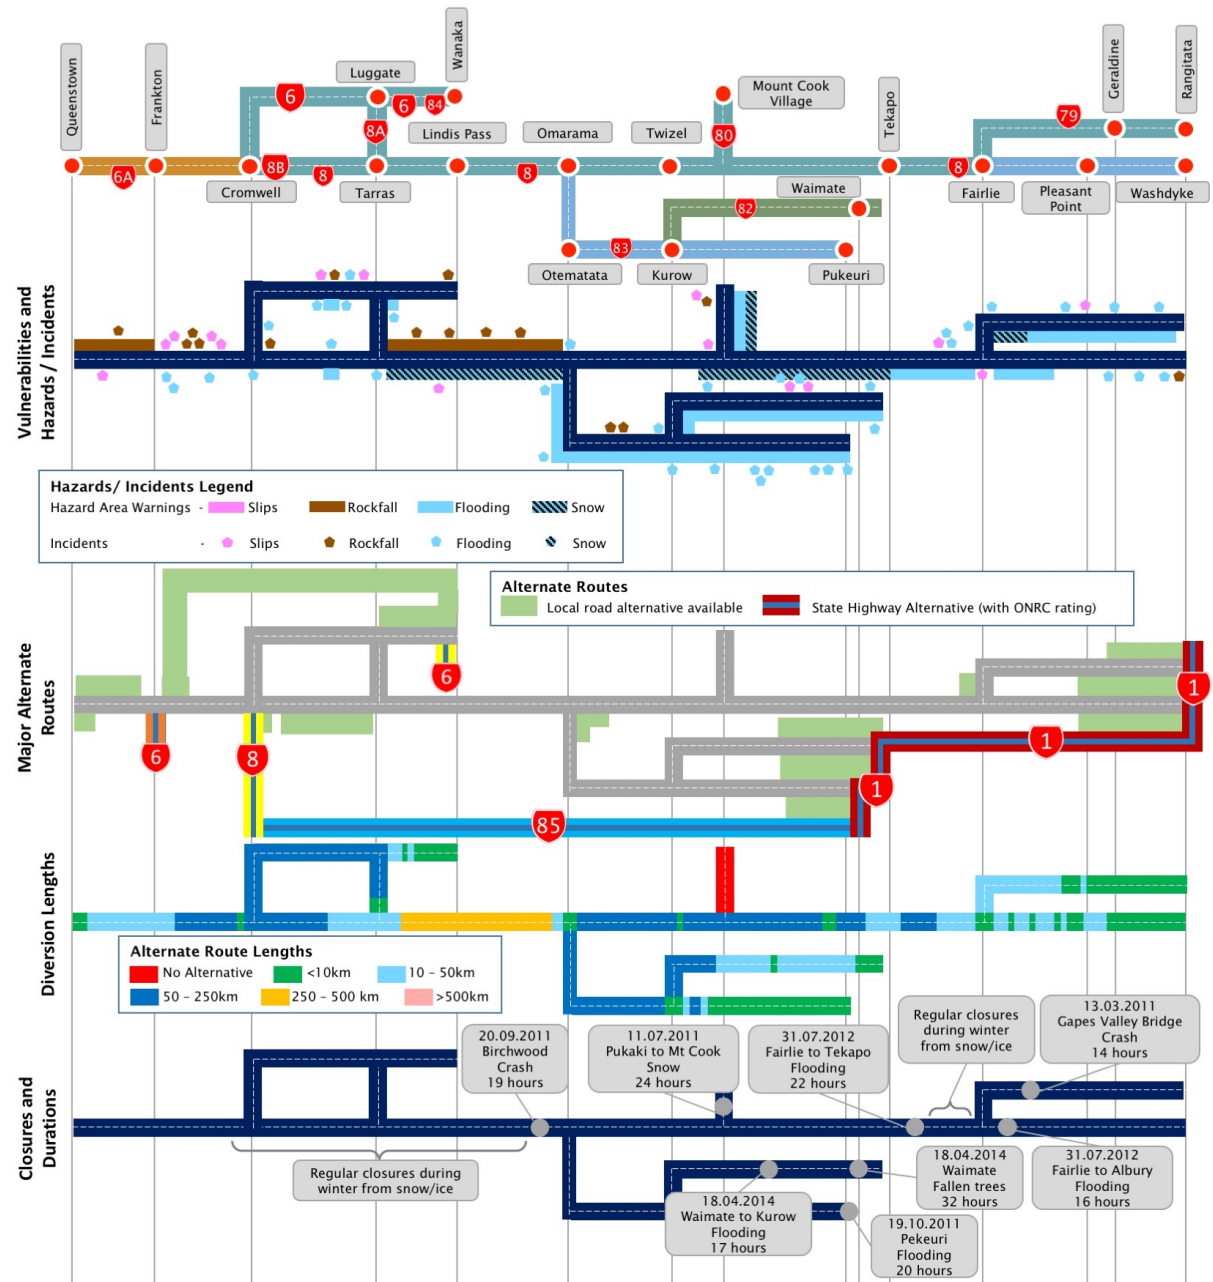 Queenstown
Frankton
Wanaka
Geraldine
Rangitata
Luggate
Mount Cook
Village
Tekapo
6
6
84
8A
Lindis Pass
Omarama
Twizel
80
79
6A
8B
8
8
8
Cromwell
Tarras
Waimate
Fairlie
Pleasant
Point
Washdyke
82
83
Otematata
Kurow
Pukeuri
Vulnerabilities and
Hazards / Incidents
Hazards/ Incidents Legend
Hazard Area Warnings - Slips Rockfall Flooding Snow
Incidents - Slips Rockfall Flooding Snow
Alternate Routes
Local road alternative available State Highway Alternative (with ONRC rating)
Major Alternate
Routes
6
1
6
8
1
1
85
Diversion Lengths
Alternate Route Lengths
No Alternative <10km 10 – 50km
50 – 250km 250 – 500 km >500km
Closures and
Durations
20.09.2011
Birchwood
Crash
19 hours
11.07.2011
Pukaki to Mt Cook
Snow
24 hours
31.07.2012
Fairlie to Tekapo
Flooding
22 hours
Regular closures
during winter
from snow/ice
13.03.2011
Gapes Valley Bridge
Crash
14 hours
Regular closures during
winter from snow/ice
18.04.2014
Waimate to Kurow
Flooding
17 hours
18.04.2014
Waimate
Fallen trees
32 hours
31.07.2012
Fairlie to Albury
Flooding
16 hours
19.10.2011
Pekeuri
Flooding
20 hours